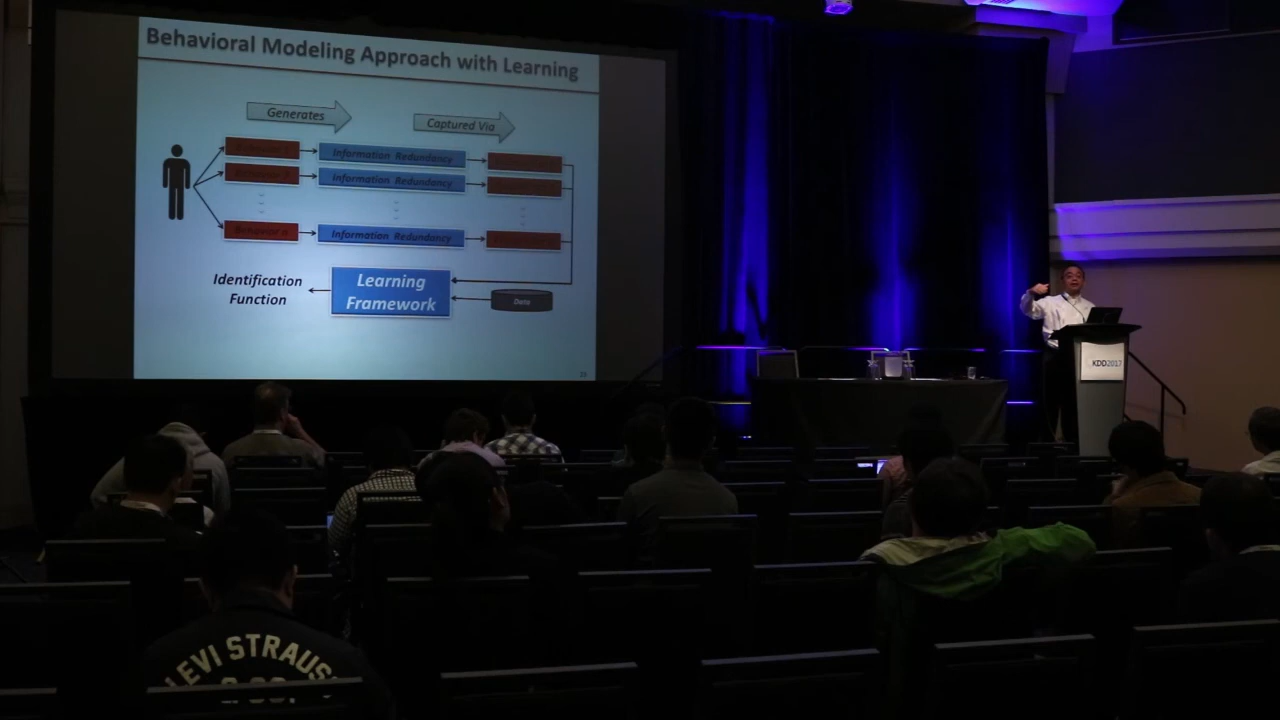 Behavioral Modeling Approach with Learning
Generates
Captured Via
Information Redundancy
Information Redundancy
Behavior n
Information Redundancy
Identification
Function
Learning
Framework
Data
KDD2017
LEVI STRAUSS